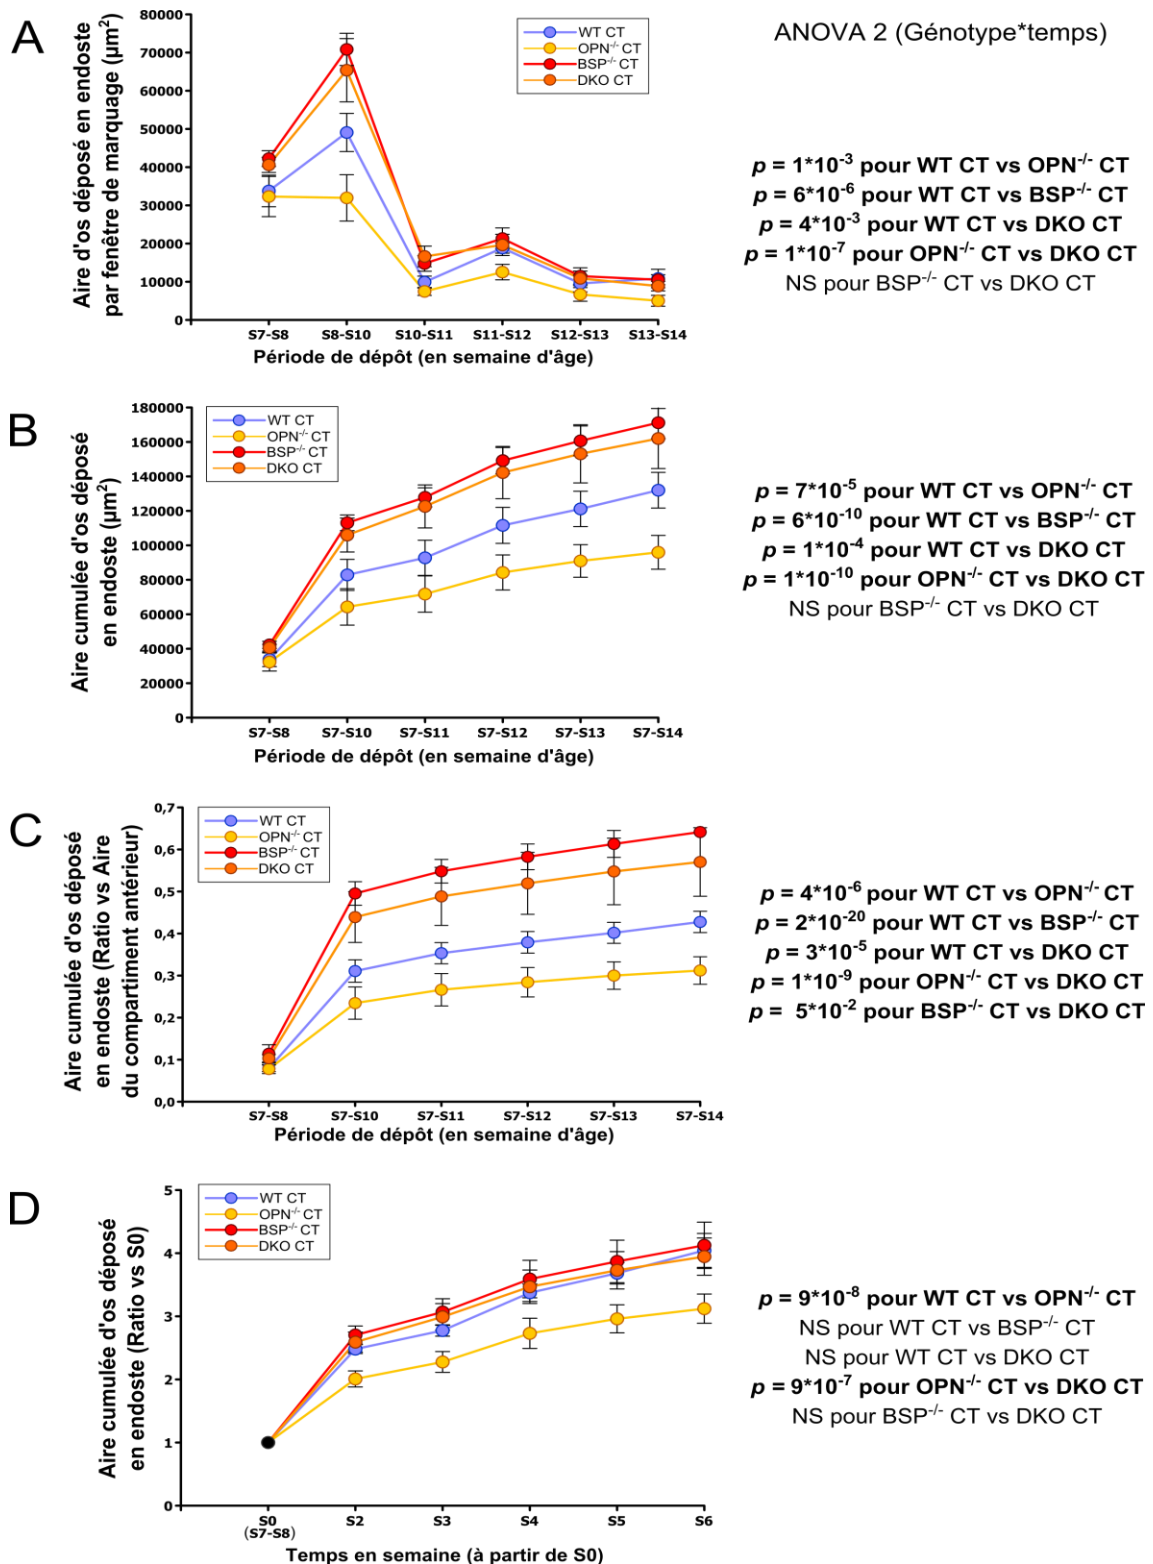 A
Aire d'os déposé en endoste
par fenêtre de marquage (µm²)
80000
70000
60000
50000
40000
30000
20000
10000
0
WT CT
OPN-/- CT
BSP-/- CT
DKO CT
S7-S8 S8-S10 S10-S11 S11-S12 S12-S13 S13-S14
Période de dépôt (en semaine d'âge)
ANOVA 2 (Génotype*temps)
p = 1*10-3 pour WT CT vs OPN-/- CT
p = 6*10-6 pour WT CT vs BSP-/- CT
p = 4*10-3 pour WT CT vs DKO CT
p = 1*10-7 pour OPN-/- CT vs DKO CT
NS pour BSP-/- CT vs DKO CT
B
Aire cumulée d'os déposé
en endoste (µm²)
180000
160000
140000
120000
100000
80000
60000
40000
20000
0
WT CT
OPN-/- CT
BSP-/- CT
DKO CT
S7-S8 S7-S10 S7-S11 S7-S12 S7-S13 S7-S14
Période de dépôt (en semaine d'âge)
p = 7*10-5 pour WT CT vs OPN-/- CT
p = 6*10-10 pour WT CT vs BSP-/- CT
p = 1*10-4 pour WT CT vs DKO CT
p = 1*10-10 pour OPN-/- CT vs DKO CT
NS pour BSP-/- CT vs DKO CT
C
Aire cumulée d'os déposé
en endoste (Ratio vs Aire
du compartiment antérieur)
0,7
0,6
0,5
0,4
0,3
0,2
0,1
0,0
WT CT
OPN-/- CT
BSP-/- CT
DKO CT
S7-S8 S7-S10 S7-S11 S7-S12 S7-S13 S7-S14
Période de dépôt (en semaine d'âge)
p = 4*10-6 pour WT CT vs OPN-/- CT
p = 2*10-20 pour WT CT vs BSP-/- CT
p = 3*10-5 pour WT CT vs DKO CT
p = 1*10-9 pour OPN-/- CT vs DKO CT
p = 5*10-2 pour BSP-/- CT vs DKO CT
D
Aire cumulée d'os déposé
en endoste (Ratio vs S0)
5
4
3
2
1
0
WT CT
OPN-/- CT
BSP-/- CT
DKO CT
S0 S2 S3 S4 S5 S6
(S7-S8)
Temps en semaine (à partir de S0)
p = 9*10-8 pour WT CT vs OPN-/- CT
NS pour WT CT vs BSP-/- CT
NS pour WT CT vs DKO CT
p = 9*10-7 pour OPN-/- CT vs DKO CT
NS pour BSP-/- CT vs DKO CT